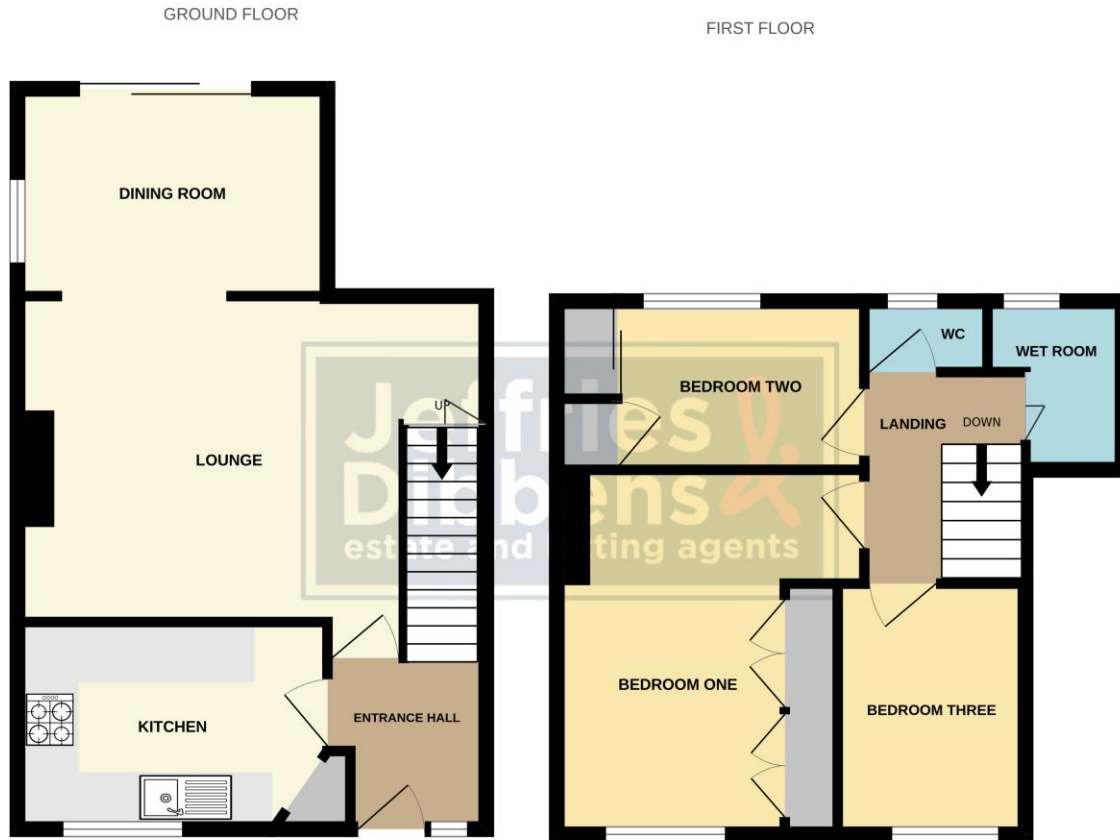 GROUND FLOOR
FIRST FLOOR
DINING ROOM
UP
LOUNGE
KITCHEN
ENTRANCE HALL
WC
WET ROOM
BEDROOM TWO
LANDING
DOWN
BEDROOM ONE
BEDROOM THREE
Jeffries &
Dibbens
estate and letting agents